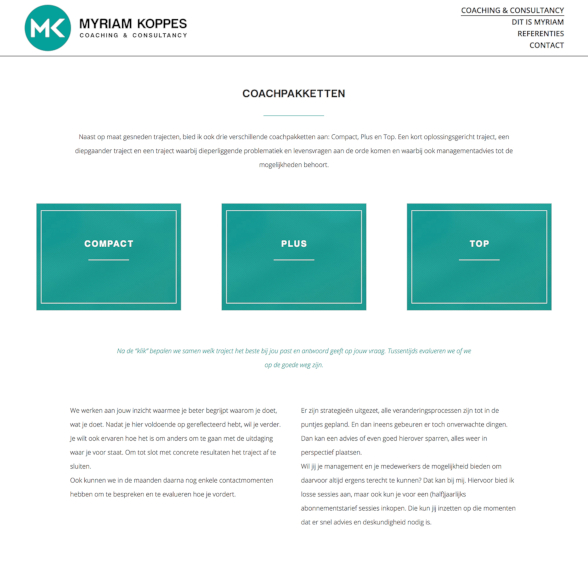 MK
MYRIAM KOPPES
COACHING & CONSULTANCY
COACHING & CONSULTANCY
DIT IS MYRIAM
REFERENTIES
CONTACT
COACHPAKKETTEN
Naast op maat gesneden trajecten, bied ik ook drie verschillende coachpakketten aan: Compact, Plus en Top. Een kort oplossingsgericht traject, een
diepgaander traject en een traject waarbij dieperliggende problematiek en levensvragen aan de orde komen en waarbij ook managementadvies tot de
mogelijkheden behoort.
COMPACT
PLUS
TOP
Na de "klik" bepalen we samen welk traject het beste bij jou past en antwoord geeft op jouw vraag. Tussentijds evalueren we of we
op de goede weg zijn.
We werken aan jouw inzicht waarmee je beter begrijpt waarom je doet,
wat je doet. Nadat je hier voldoende op gereflecteerd hebt, wil je verder.
Je wilt ook ervaren hoe het is om anders om te gaan met de uitdaging
waar je voor staat. Om tot slot met concrete resultaten het traject af te
sluiten.
Ook kunnen we in de maanden daarna nog enkele contactmomenten
hebben om te bespreken en te evalueren hoe je vordert.
Er zijn strategieën uitgezet, alle veranderingsprocessen zijn tot in de
puntjes gepland. En dan ineens gebeuren er toch onverwachte dingen.
Dan kan een advies of even goed hierover sparren, alles weer in
perspectief plaatsen.
Wil jij je management en je medewerkers de mogelijkheid bieden om
daarvoor altijd ergens terecht te kunnen? Dat kan bij mij. Hiervoor bied ik
losse sessies aan, maar ook kun je voor een (half)jaarlijks
abonnementstarief sessies inkopen. Die kun jij inzetten op die momenten
dat er snel advies en deskundigheid nodig is.